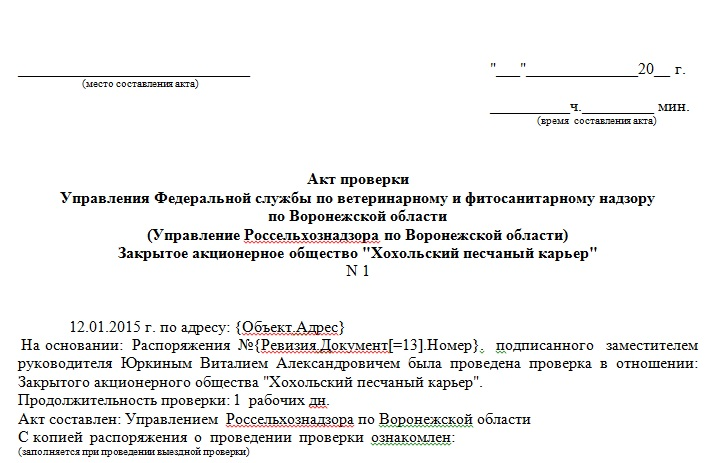 ______________________________ "___"______________20__ г.
(место составления акта)
__________ч._________ мин.
(время составления акта)
Акт проверки
Управления Федеральной службы по ветеринарному и фитосанитарному надзору
по Воронежской области
(Управление Россельхознадзора по Воронежской области)
Закрытое акционерное общество "Хохольский песчаный карьер"
N 1
12.01.2015 г. по адресу: {Объект.Адрес}
На основании: Распоряжения №{Ревизия.Документ[=13].Номер}, подписанного заместителем
руководителя Юркиным Виталием Александровичем была проведена проверка в отношении:
Закрытого акционерного общества "Хохольский песчаный карьер".
Продолжительность проверки: 1 рабочих дн.
Акт составлен: Управлением Россельхознадзора по Воронежской области
С копией распоряжения о проведении проверки ознакомлен:
(заполняется при проведении выездной проверки)